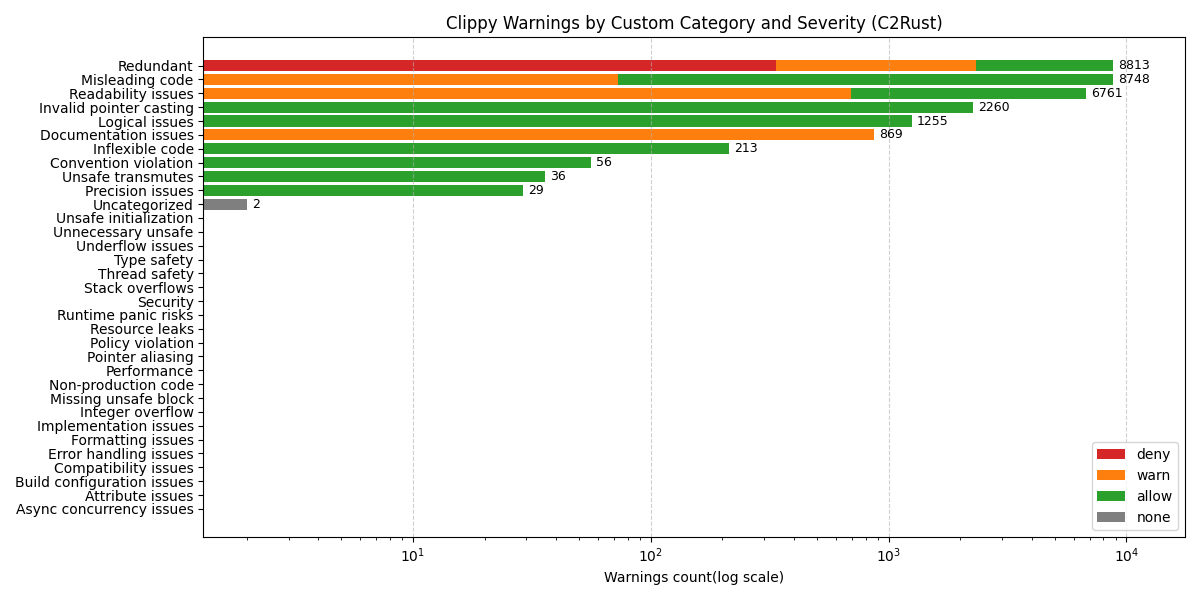 Clippy Warnings by Custom Category and Severity (C2Rust)
Redundant 8813
Misleading code 8748
Readability issues 6761
Invalid pointer casting 2260
Logical issues 1255
Documentation issues 869
Inflexible code 213
Convention violation 56
Unsafe transmutes 36
Precision issues 29
Uncategorized 2
Unsafe initialization
Unnecessary unsafe
Underflow issues
Type safety
Thread safety
Stack overflows
Security
Runtime panic risks
Resource leaks
Policy violation
Pointer aliasing
Performance
Non-production code
Missing unsafe block
Integer overflow
Implementation issues
Formatting issues
Error handling issues
Compatibility issues
Build configuration issues
Attribute issues
Async concurrency issues
deny
warn
allow
none
10¹ 10² 10³ 10⁴
Warnings count(log scale)